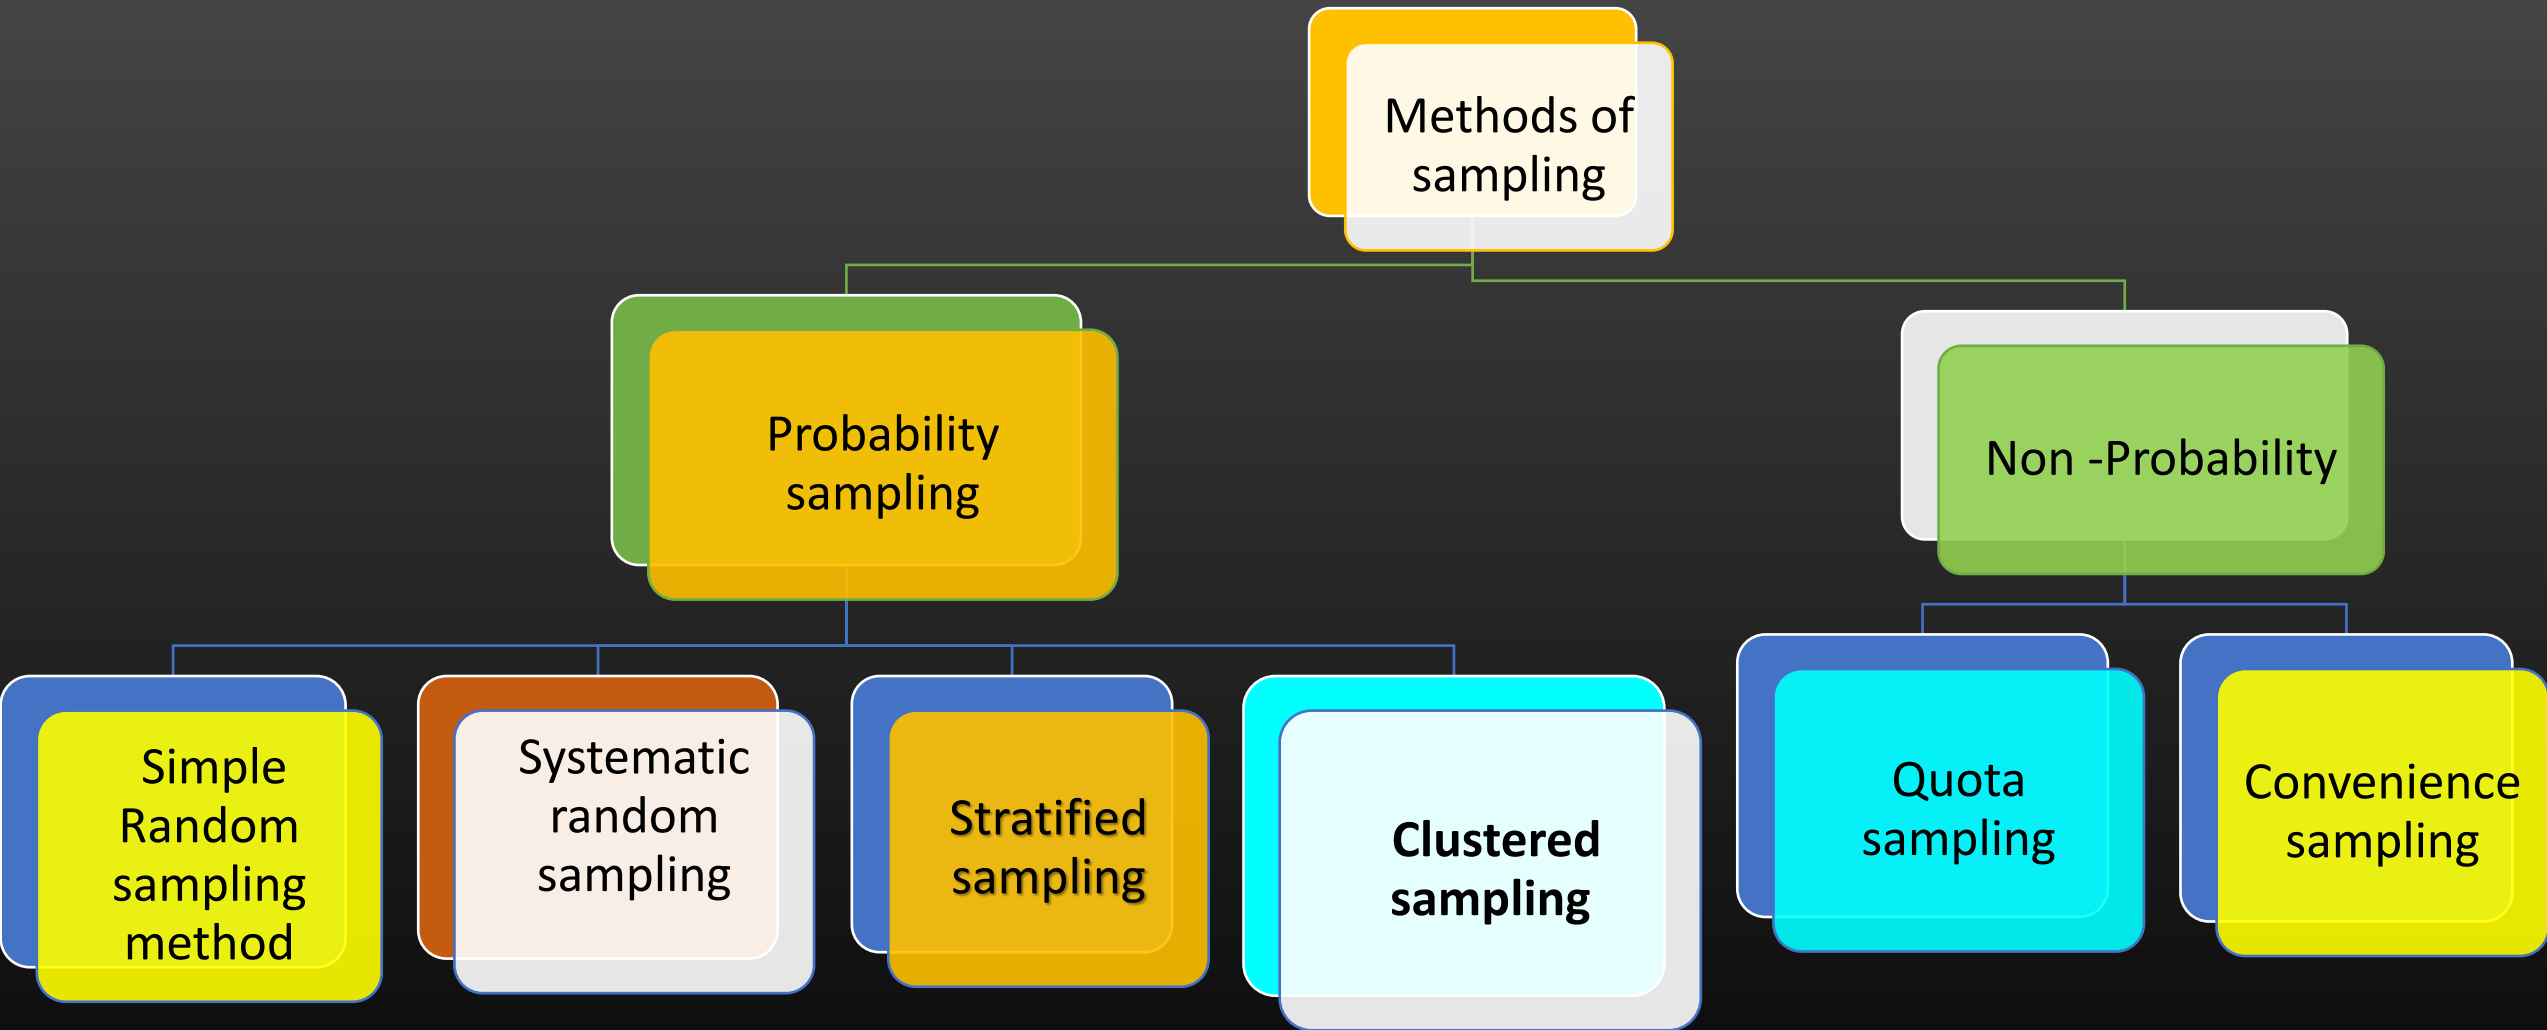 Methods of
sampling
Probability
sampling
Non -Probability
Simple
Random
sampling
method
Systematic
random
sampling
Stratified
sampling
Clustered
sampling
Quota
sampling
Convenience
sampling